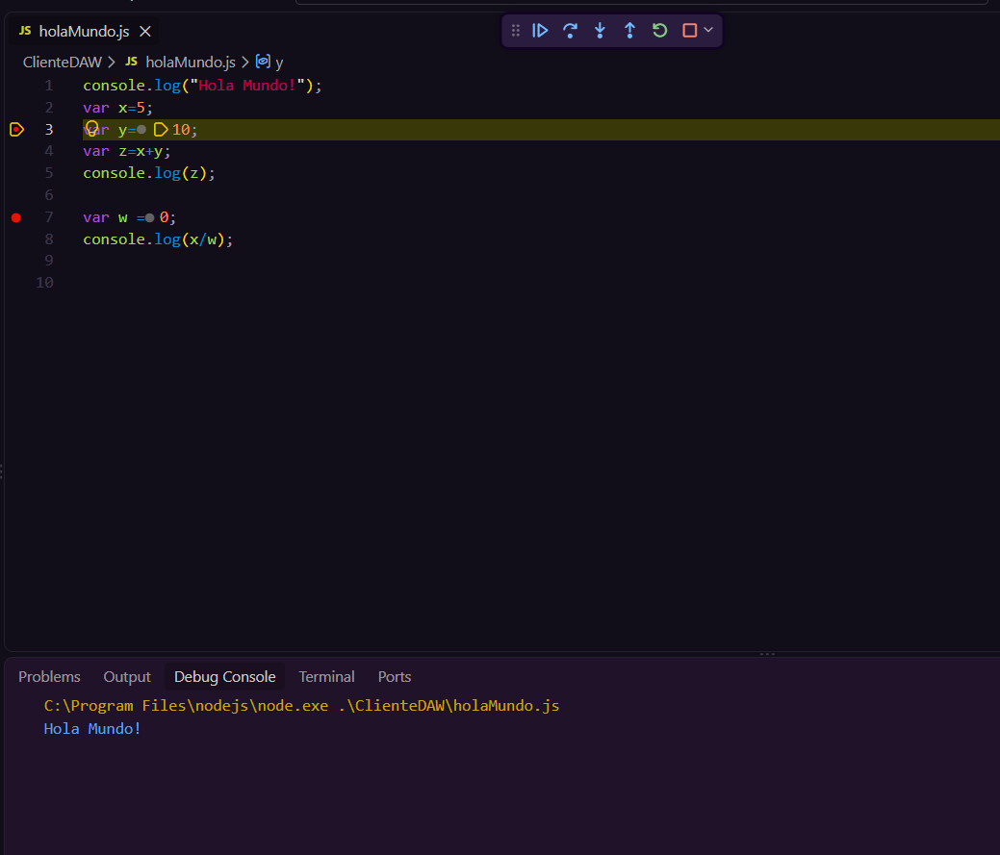 JS holaMundo.js
ClienteDAW > JS holaMundo.js > y
1 console.log("Hola Mundo!");
2 var x=5;
3 var y=10;
4 var z=x+y;
5 console.log(z);
6
7 var w =0;
8 console.log(x/w);
9
10
Problems Output Debug Console Terminal Ports
C:\Program Files\nodejs\node.exe .\ClienteDAW\holaMundo.js
Hola Mundo!